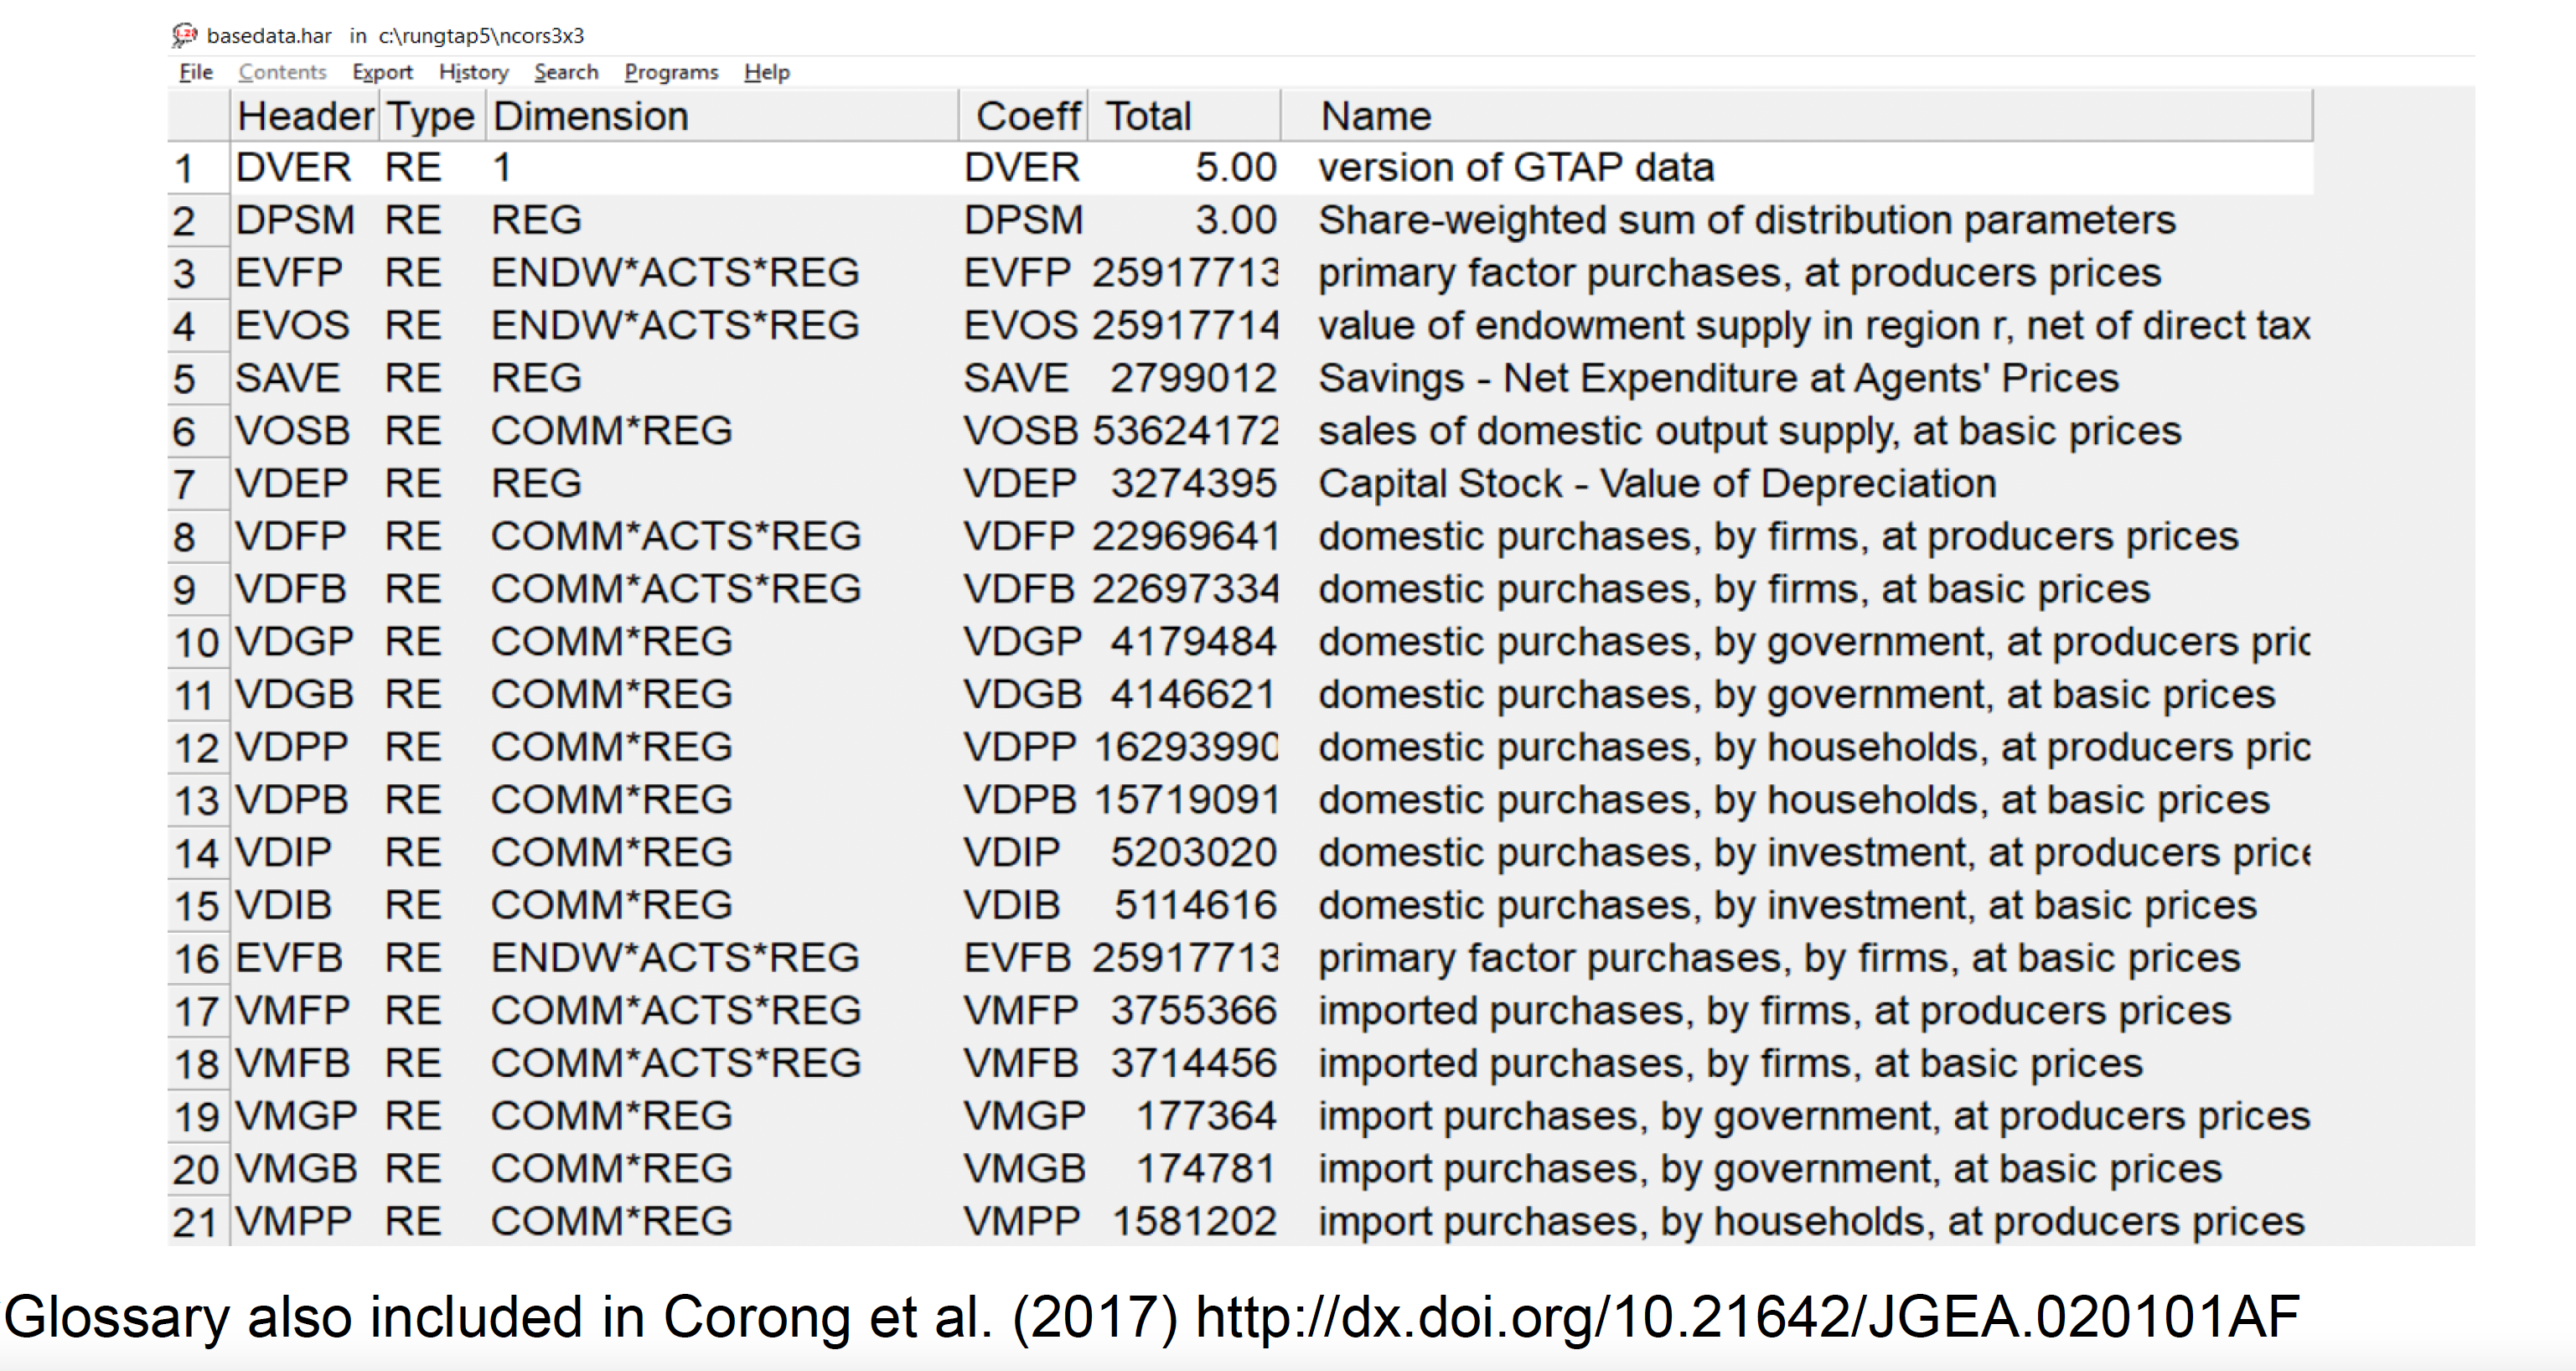 basedata.har in c:\rungtap5\ncors3x3
File Contents Export History Search Programs Help
Header Type Dimension Coeff Total Name
1 DVER RE 1 DVER 5.00 version of GTAP data
2 DPSM RE REG DPSM 3.00 Share-weighted sum of distribution parameters
3 EVFP RE ENDW*ACTS*REG EVFP 25917713 primary factor purchases, at producers prices
4 EVOS RE ENDW*ACTS*REG EVOS 25917714 value of endowment supply in region r, net of direct tax
5 SAVE RE REG SAVE 2799012 Savings - Net Expenditure at Agents' Prices
6 VOSB RE COMM*REG VOSB 53624172 sales of domestic output supply, at basic prices
7 VDEP RE REG VDEP 3274395 Capital Stock - Value of Depreciation
8 VDFP RE COMM*ACTS*REG VDFP 22969641 domestic purchases, by firms, at producers prices
9 VDFB RE COMM*ACTS*REG VDFB 22697334 domestic purchases, by firms, at basic prices
10 VDGP RE COMM*REG VDGP 4179484 domestic purchases, by government, at producers pric
11 VDGB RE COMM*REG VDGB 4146621 domestic purchases, by government, at basic prices
12 VDPP RE COMM*REG VDPP 16293990 domestic purchases, by households, at producers pric
13 VDPB RE COMM*REG VDPB 15719091 domestic purchases, by households, at basic prices
14 VDIP RE COMM*REG VDIP 5203020 domestic purchases, by investment, at producers price
15 VDIB RE COMM*REG VDIB 5114616 domestic purchases, by investment, at basic prices
16 EVFB RE ENDW*ACTS*REG EVFB 25917713 primary factor purchases, by firms, at basic prices
17 VMFP RE COMM*ACTS*REG VMFP 3755366 imported purchases, by firms, at producers prices
18 VMFB RE COMM*ACTS*REG VMFB 3714456 imported purchases, by firms, at basic prices
19 VMGP RE COMM*REG VMGP 177364 import purchases, by government, at producers prices
20 VMGB RE COMM*REG VMGB 174781 import purchases, by government, at basic prices
21 VMPP RE COMM*REG VMPP 1581202 import purchases, by households, at producers prices
Glossary also included in Corong et al. (2017) http://dx.doi.org/10.21642/JGEA.020101AF